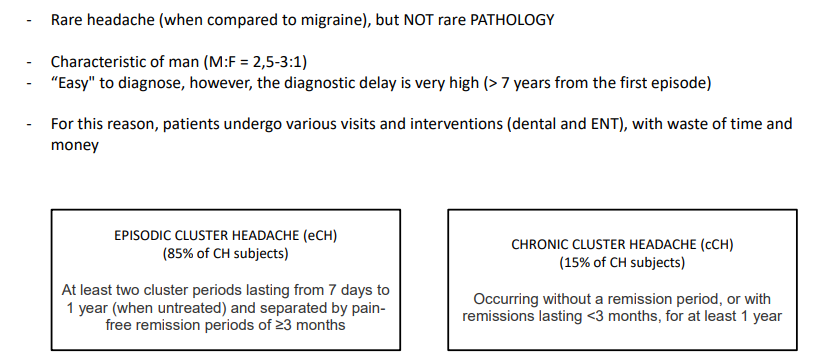 - Rare headache (when compared to migraine), but NOT rare PATHOLOGY
- Characteristic of man (M:F = 2,5-3:1)
- “Easy" to diagnose, however, the diagnostic delay is very high (> 7 years from the first episode)
- For this reason, patients undergo various visits and interventions (dental and ENT), with waste of time and
money
EPISODIC CLUSTER HEADACHE (eCH)
(85% of CH subjects)
At least two cluster periods lasting from 7 days to
1 year (when untreated) and separated by pain-
free remission periods of ≥3 months
CHRONIC CLUSTER HEADACHE (cCH)
(15% of CH subjects)
Occurring without a remission period, or with
remissions lasting <3 months, for at least 1 year